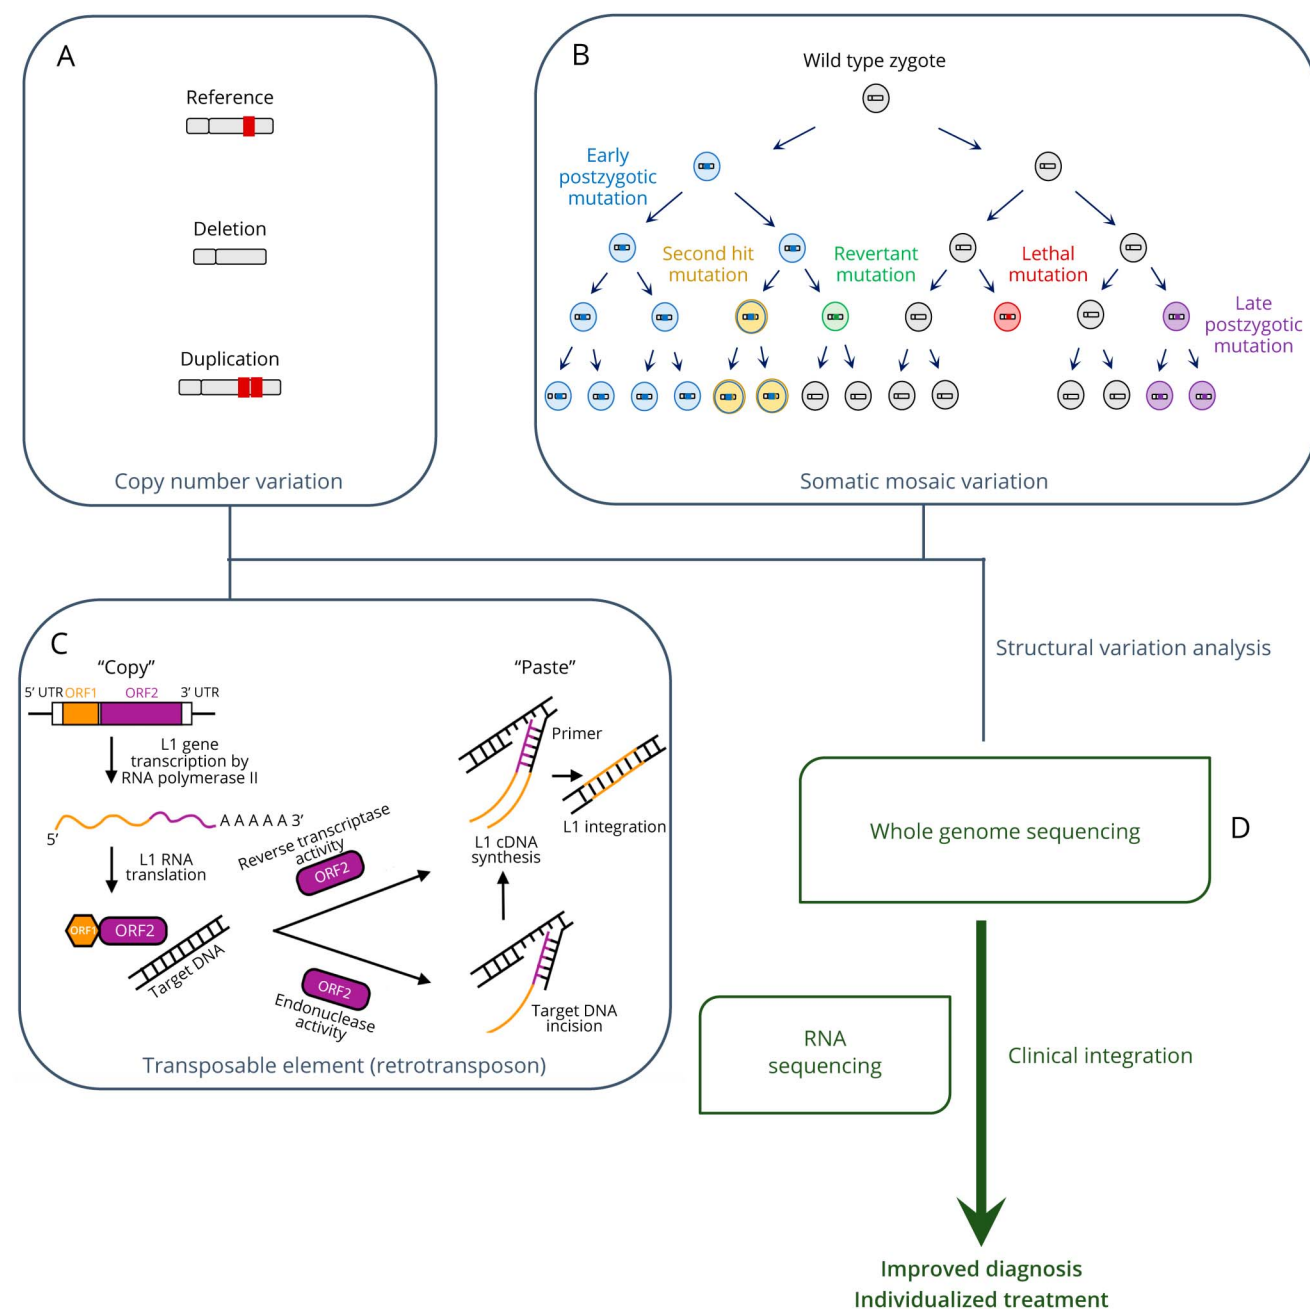 A
Reference
Deletion
Duplication
Copy number variation
B
Wild type zygote
Early
postzygotic
mutation
Second hit
mutation
Revertant
mutation
Lethal
mutation
Late
postzygotic
mutation
Somatic mosaic variation
C
“Copy”
5’ UTR ORF1 ORF2 3’ UTR
L1 gene
transcription by
RNA polymerase II
A A A A A 3’
5’
L1 RNA
translation
ORF1 ORF2
Target DNA
Reverse transcriptase
activity
ORF2
ORF2
Endonuclease
activity
“Paste”
Primer
L1 integration
L1 cDNA
synthesis
Target DNA
incision
Transposable element (retrotransposon)
Structural variation analysis
Whole genome sequencing
D
RNA
sequencing
Clinical integration
Improved diagnosis
Individualized treatment